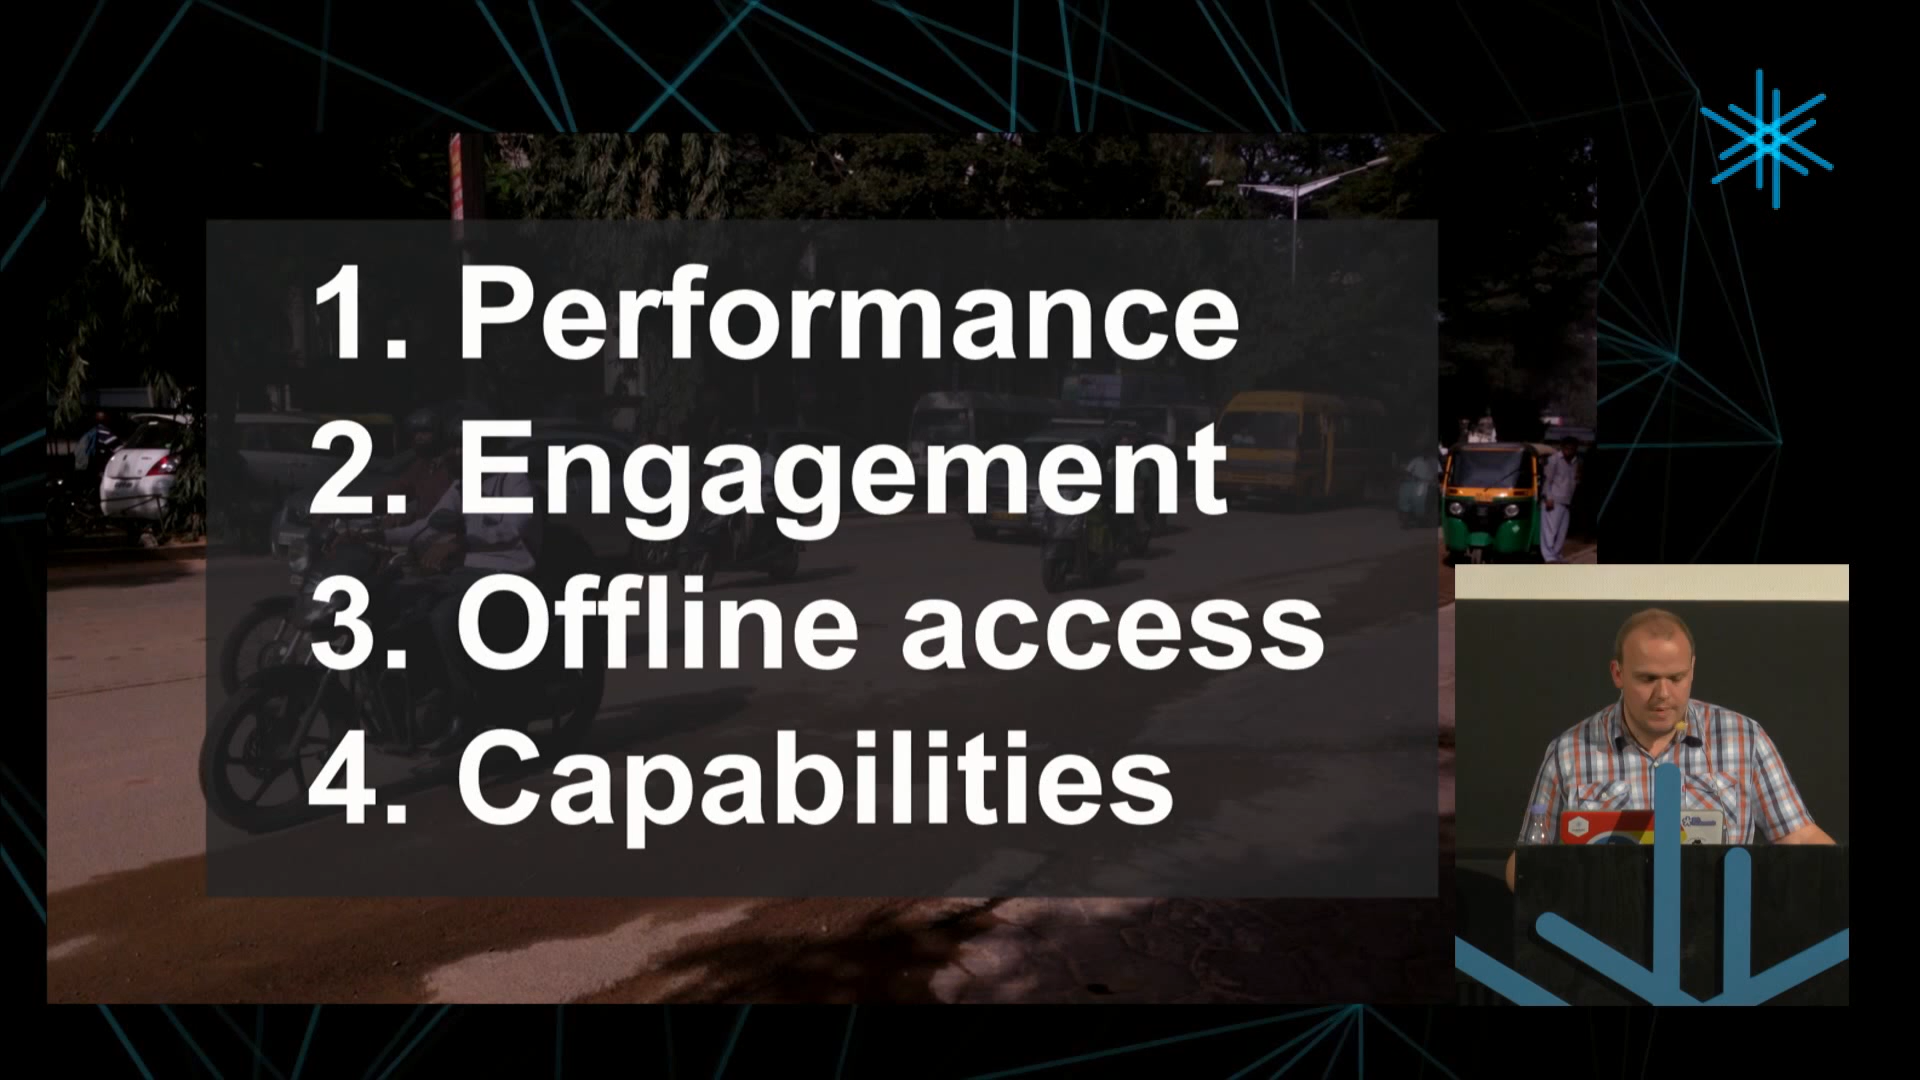 1. Performance
2. Engagement
3. Offline access
4. Capabilities